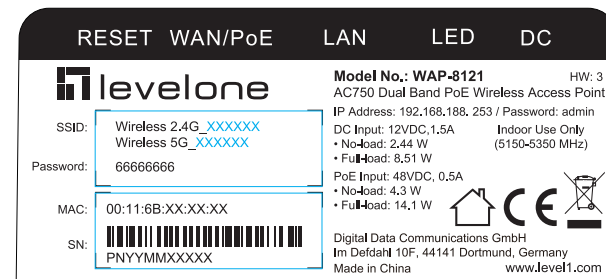 RESET WAN/PoE LAN LED DC
levelone
SSID: Wireless 2.4G_XXXXXX
Wireless 5G_XXXXXX
Password: 66666666
MAC: 00:11:6B:XX:XX:XX
SN:
PNYYMMXXXXX
Model No.: WAP-8121 HW: 3
AC750 Dual Band PoE Wireless Access Point
IP Address: 192.168.188. 253 / Password: admin
DC Input: 12VDC,1.5A Indoor Use Only
• No-load: 2.44 W (5150-5350 MHz)
• Full-load: 8.51 W
PoE Input: 48VDC, 0.5A
• No-load: 4.3 W
• Full-load: 14.1 W
CE
Digital Data Communications GmbH
Im Defdahl 10F, 44141 Dortmund, Germany
Made in China www.level1.com